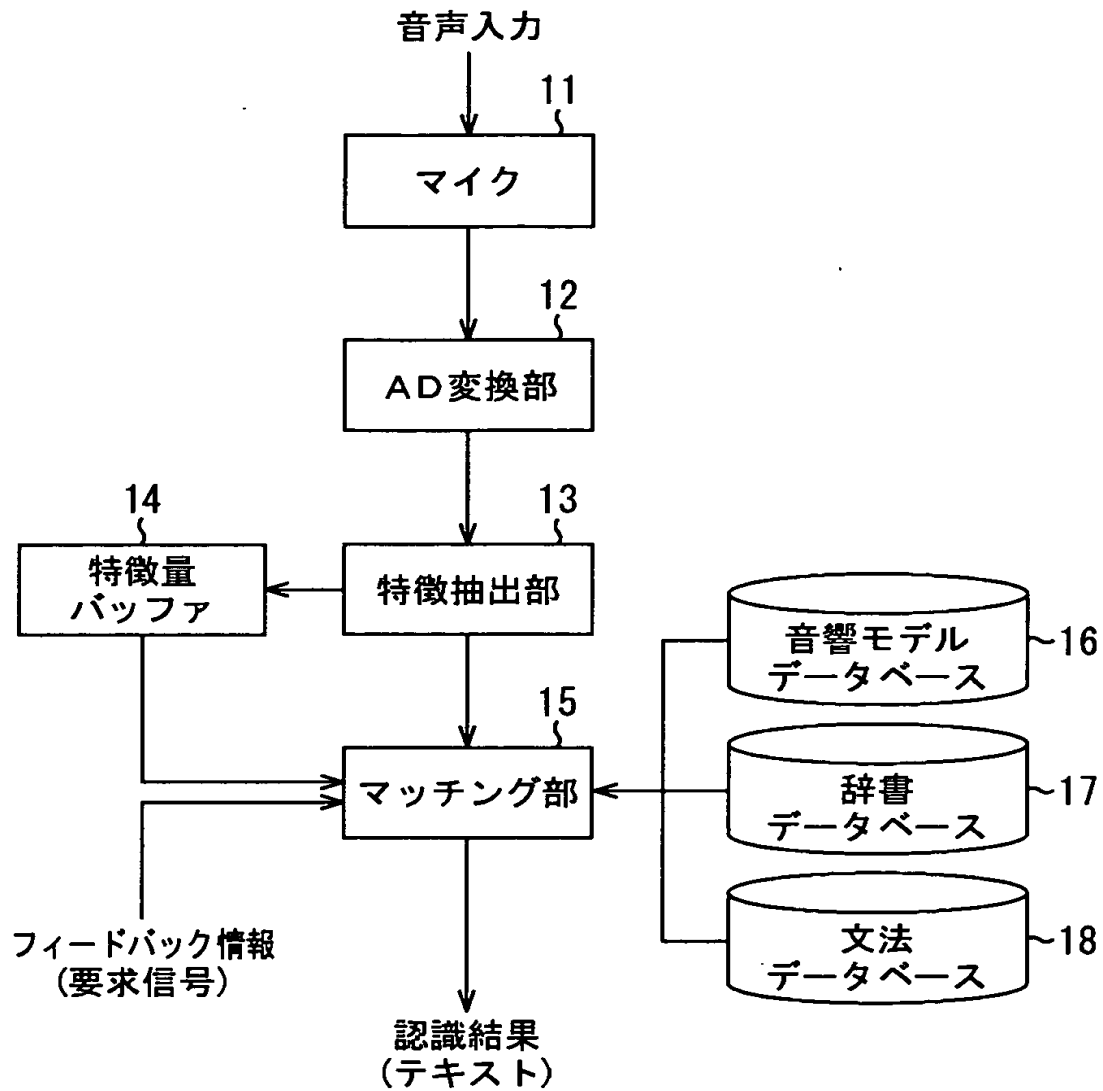 音声入力
11
マイク
12
AD変換部
14
13
特徴量
バッファ
特徴抽出部
音響モデル
データベース
16
15
マッチング部
辞書
データベース
17
フィードバック情報
(要求信号)
文法
データベース
18
認識結果
(テキスト)